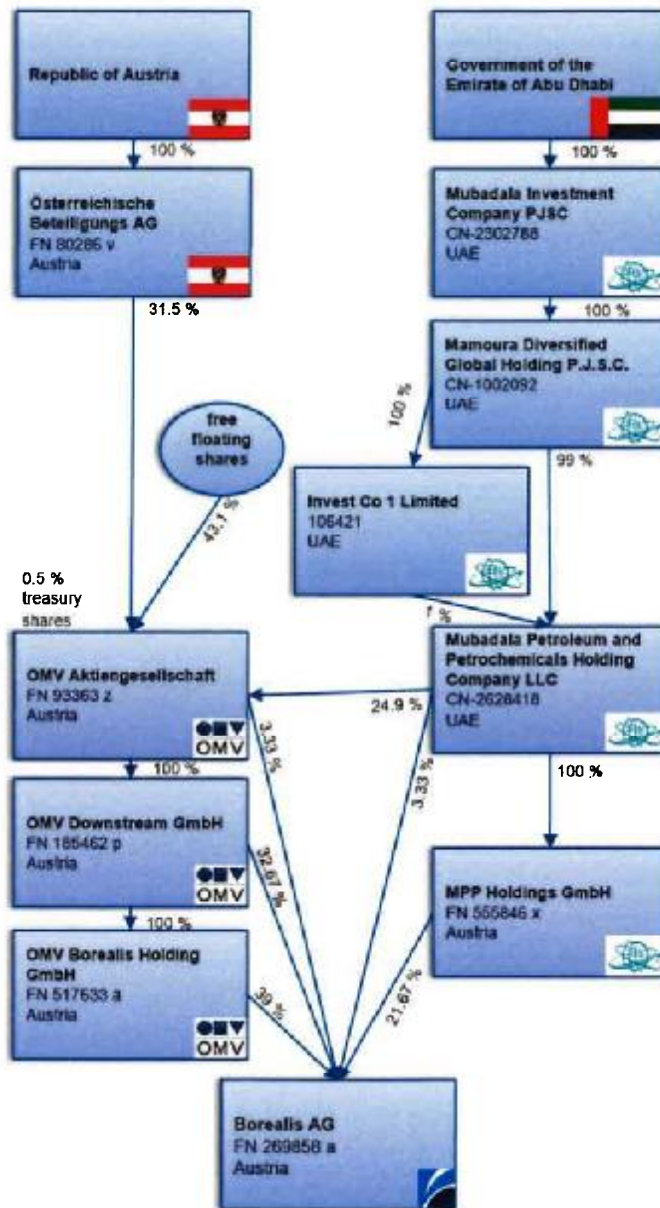 Republic of Austria
Government of the
Emirate of Abu Dhabi
100 %
100 %
Österreichische
Beteiligungs AG
FN 80286 v
Austria
Mubadala Investment
Company PJSC
CN-2302788
UAE
31.5 %
100 %
Mamoura Diversified
Global Holding P.J.S.C.
CN-1002092
UAE
free
floating
shares
100 %
99 %
43.1 %
Invest Co 1 Limited
106421
UAE
0.5 %
treasury
shares
1 %
OMV Aktiengesellschaft
FN 93363 z
Austria
OMV
Mubadala Petroleum and
Petrochemicals Holding
Company LLC
CN-2628418
UAE
24.9 %
100 %
3.33 %
3.33 %
100 %
OMV Downstream GmbH
FN 185462 p
Austria
OMV
32.67 %
MPP Holdings GmbH
FN 555846 x
Austria
100 %
OMV Borealis Holding
GmbH
FN 517633 a
Austria
OMV
39 %
21.67 %
Borealis AG
FN 269858 a
Austria